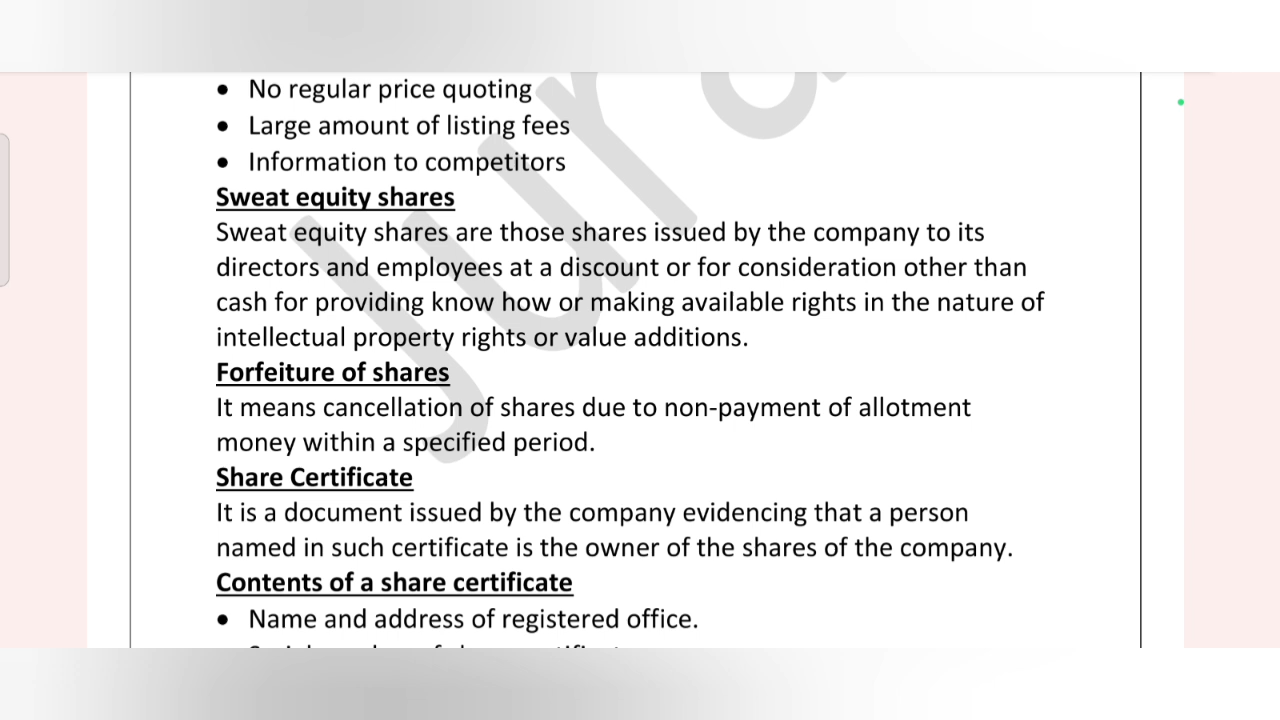 • No regular price quoting
• Large amount of listing fees
• Information to competitors
Sweat equity shares
Sweat equity shares are those shares issued by the company to its
directors and employees at a discount or for consideration other than
cash for providing know how or making available rights in the nature of
intellectual property rights or value additions.
Forfeiture of shares
It means cancellation of shares due to non-payment of allotment
money within a specified period.
Share Certificate
It is a document issued by the company evidencing that a person
named in such certificate is the owner of the shares of the company.
Contents of a share certificate
• Name and address of registered office.